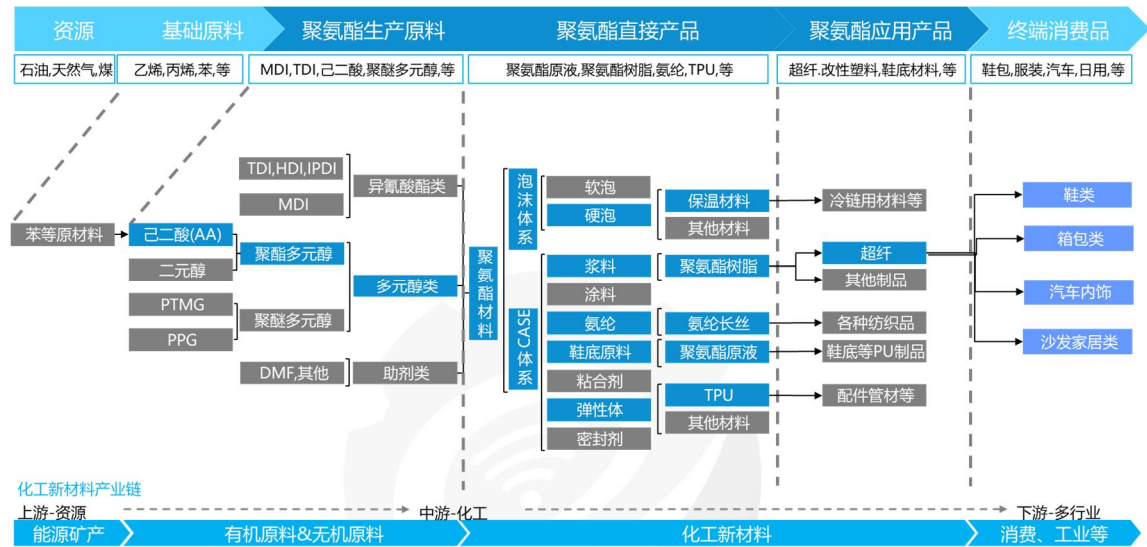 资源
基础原料
聚氨酯生产原料
聚氨酯直接产品
聚氨酯应用产品
终端消费品
石油,天然气,煤
乙烯,丙烯,苯,等
MDI,TDI,己二酸,聚醚多元醇,等
聚氨酯原液,聚氨酯树脂,氨纶,TPU,等
超纤.改性塑料,鞋底材料,等
鞋包,服装,汽车,日用,等
苯等原材料
己二酸(AA)
二元醇
PTMG
PPG
TDI,HDI,IPDI
MDI
聚酯多元醇
聚醚多元醇
DMF,其他
异氰酸酯类
多元醇类
助剂类
聚氨酯材料
泡沫体系
CASE体系
软泡
硬泡
浆料
涂料
氨纶
鞋底原料
粘合剂
弹性体
密封剂
保温材料
其他材料
聚氨酯树脂
氨纶长丝
聚氨酯原液
TPU
其他材料
冷链用材料等
超纤
其他制品
各种纺织品
鞋底等PU制品
配件管材等
鞋类
箱包类
汽车内饰
沙发家居类
化工新材料产业链
上游-资源
中游-化工
下游-多行业
能源矿产
有机原料&无机原料
化工新材料
消费、工业等